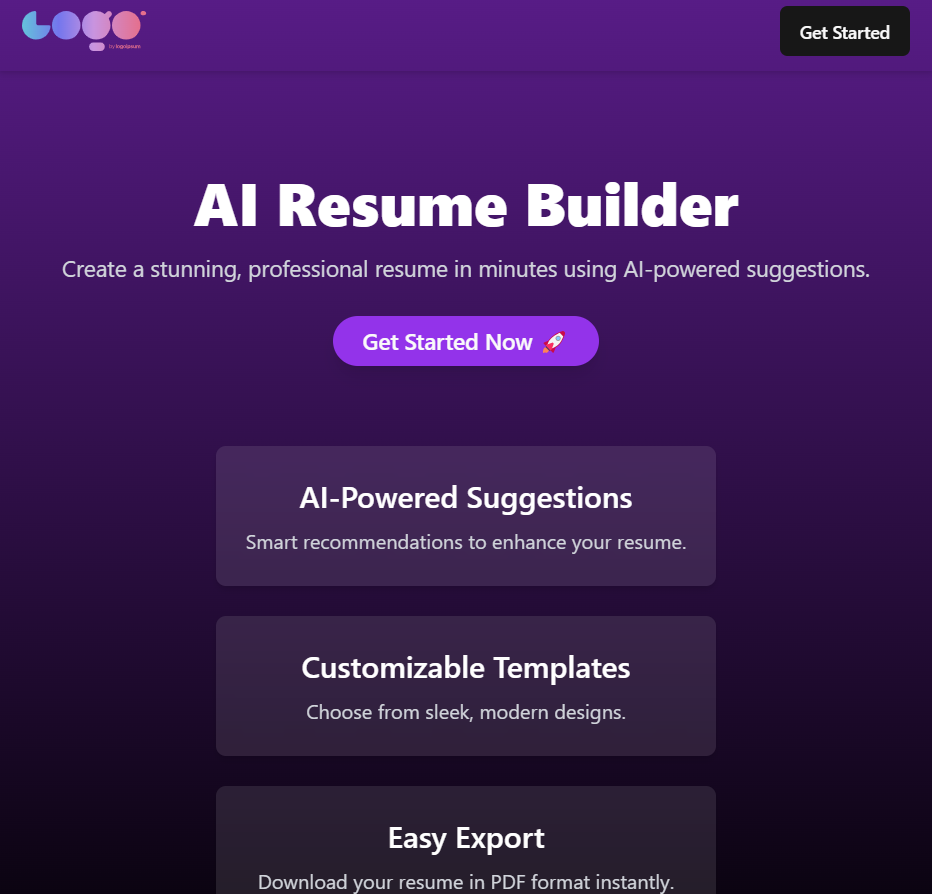 LOGO
by logoipsum
Get Started
AI Resume Builder
Create a stunning, professional resume in minutes using AI-powered suggestions.
Get Started Now 🚀
AI-Powered Suggestions
Smart recommendations to enhance your resume.
Customizable Templates
Choose from sleek, modern designs.
Easy Export
Download your resume in PDF format instantly.